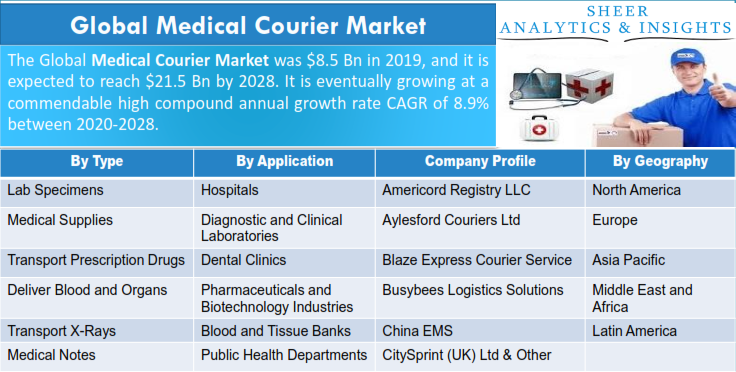 Global Medical Courier Market
SHEER
ANALYTICS & INSIGHTS
The Global Medical Courier Market was $8.5 Bn in 2019, and it is
expected to reach $21.5 Bn by 2028. It is eventually growing at a
commendable high compound annual growth rate CAGR of 8.9%
between 2020-2028.
By Type By Application Company Profile By Geography
Lab Specimens Hospitals Americord Registry LLC North America
Medical Supplies Diagnostic and Clinical Aylesford Couriers Ltd Europe
Laboratories
Transport Prescription Drugs Dental Clinics Blaze Express Courier Service Asia Pacific
Deliver Blood and Organs Pharmaceuticals and Busybees Logistics Solutions Middle East and
Biotechnology Industries Africa
Transport X-Rays Blood and Tissue Banks China EMS Latin America
Medical Notes Public Health Departments CitySprint (UK) Ltd & Other